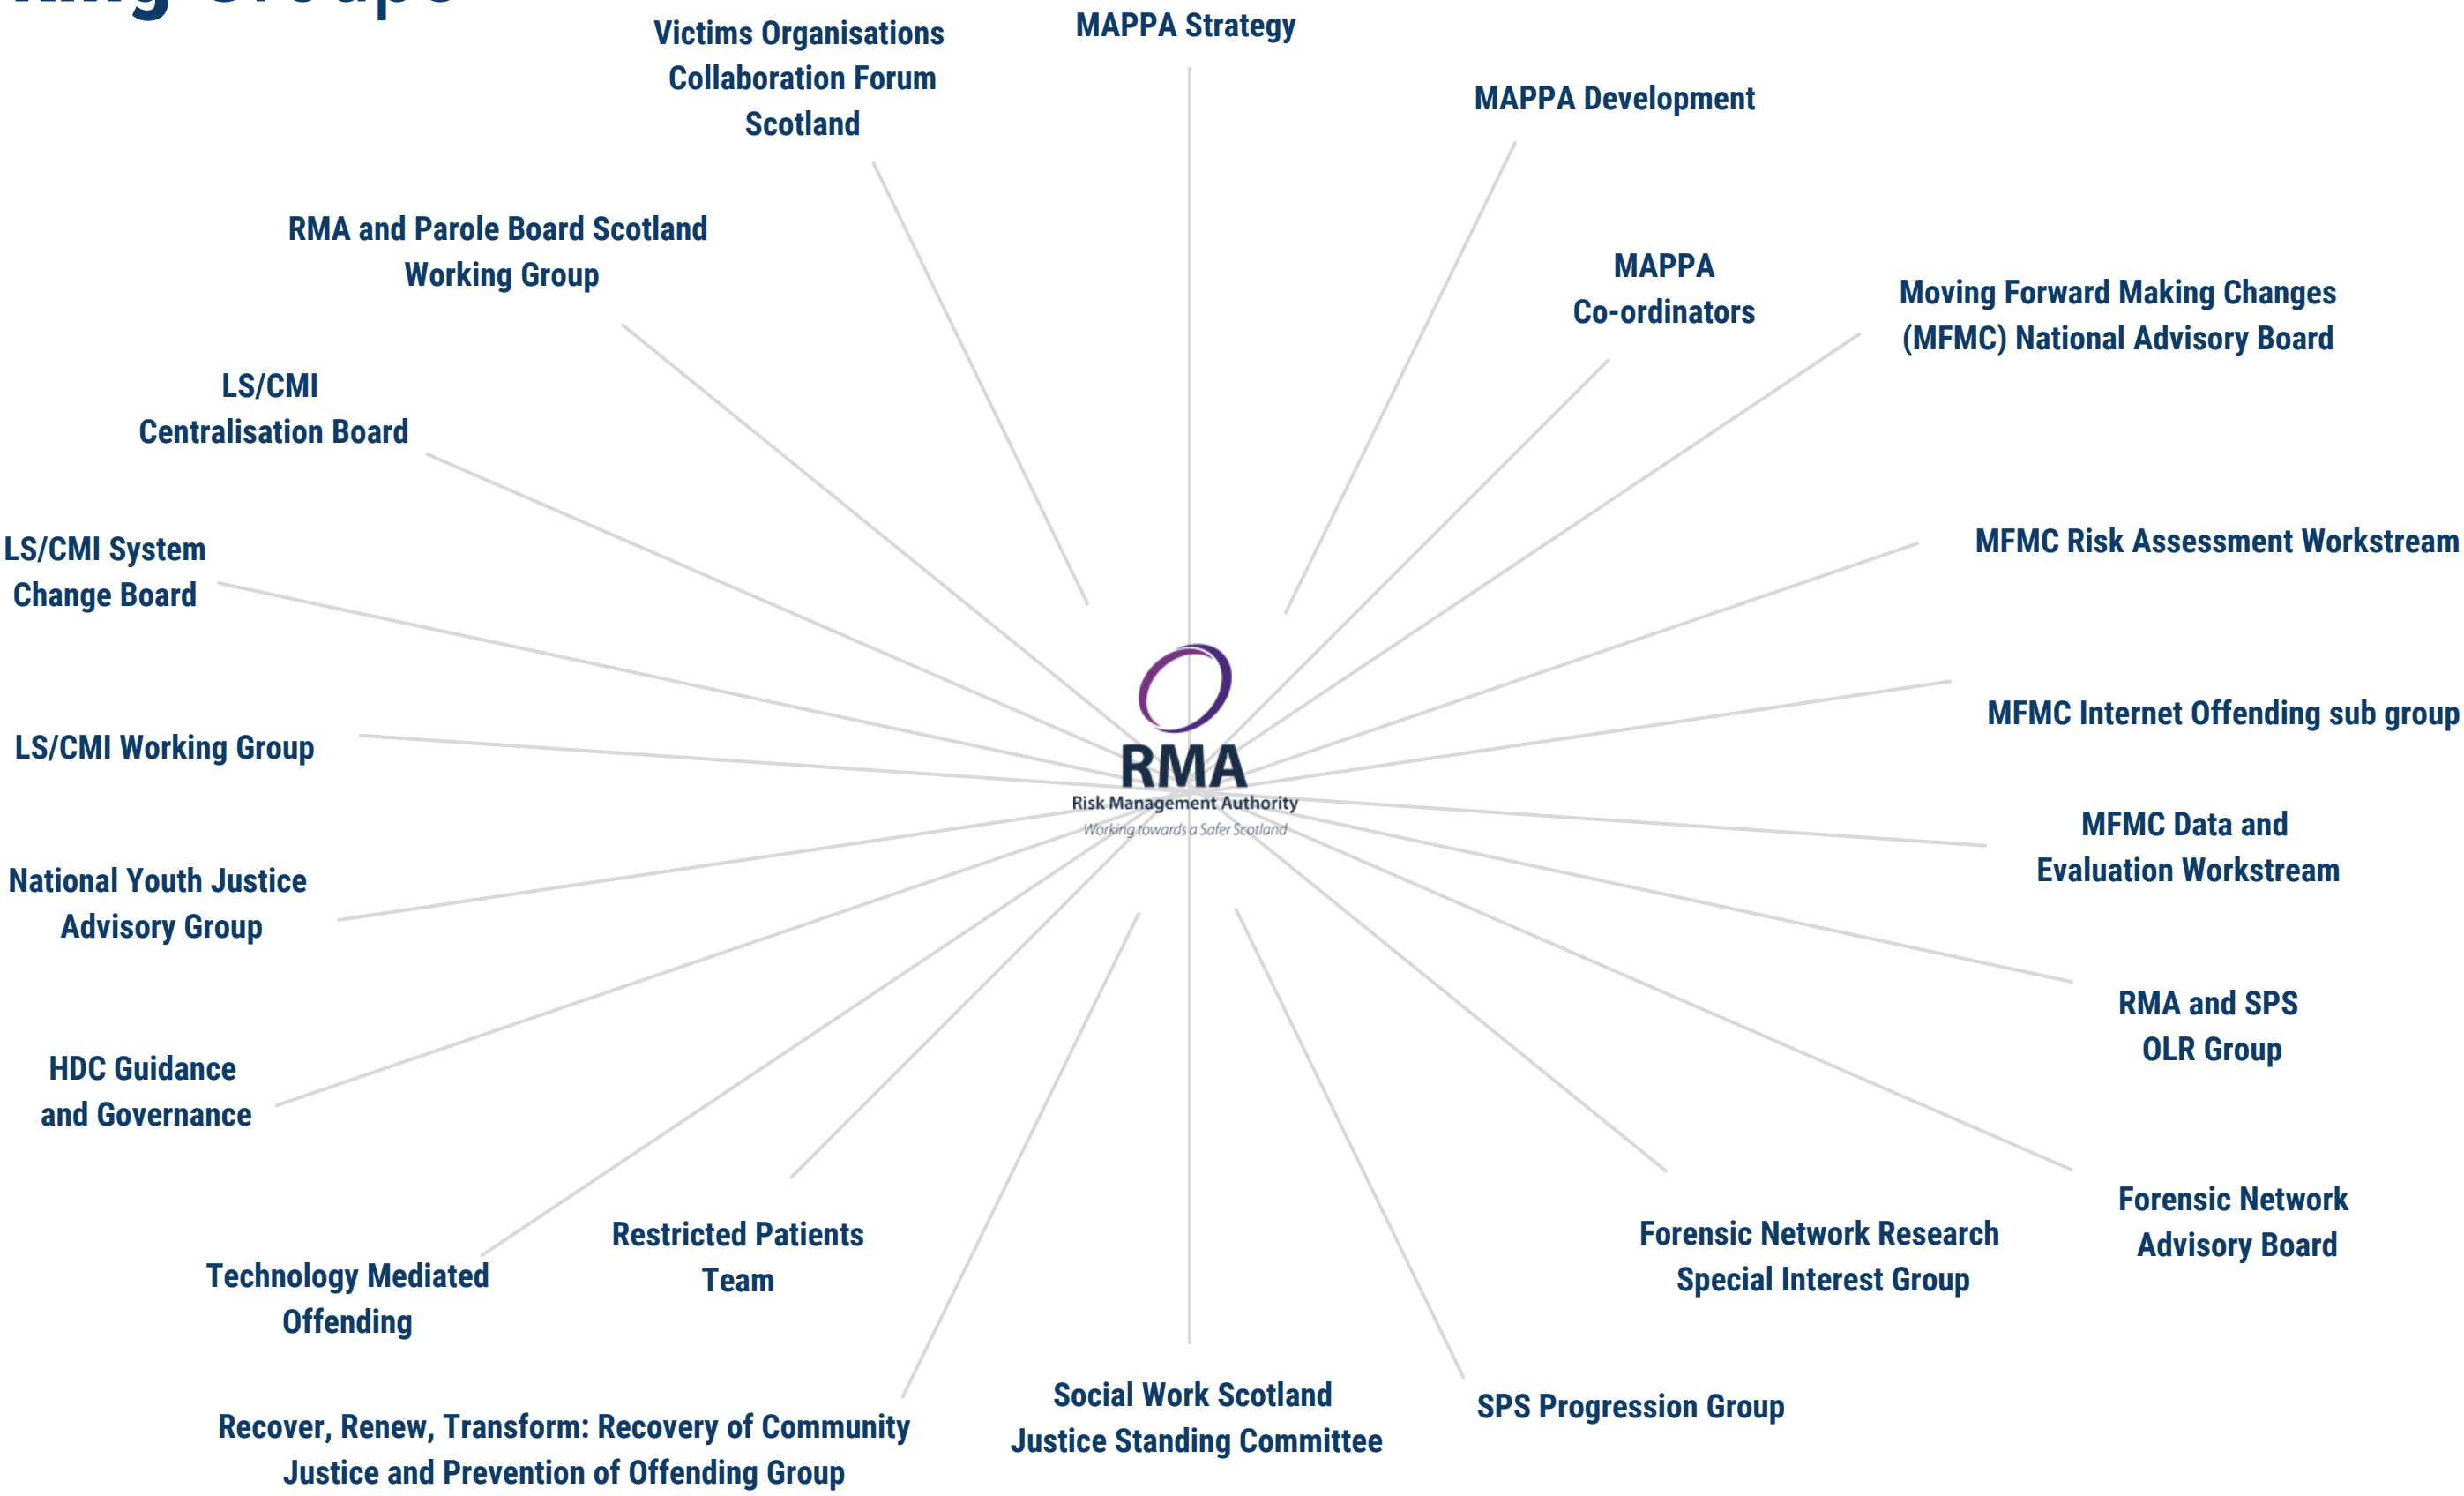 king Groups
MAPPA Strategy
Victims Organisations
Collaboration Forum
Scotland
MAPPA Development
RMA and Parole Board Scotland
Working Group
MAPPA
Co-ordinators
Moving Forward Making Changes
(MFMC) National Advisory Board
LS/CMI
Centralisation Board
LS/CMI System
Change Board
MFMC Risk Assessment Workstream
LS/CMI Working Group
MFMC Internet Offending sub group
RMA
Risk Management Authority
Working towards a Safer Scotland
MFMC Data and
Evaluation Workstream
National Youth Justice
Advisory Group
RMA and SPS
OLR Group
HDC Guidance
and Governance
Forensic Network
Advisory Board
Restricted Patients
Team
Forensic Network Research
Special Interest Group
Technology Mediated
Offending
Social Work Scotland
Justice Standing Committee
SPS Progression Group
Recover, Renew, Transform: Recovery of Community
Justice and Prevention of Offending Group